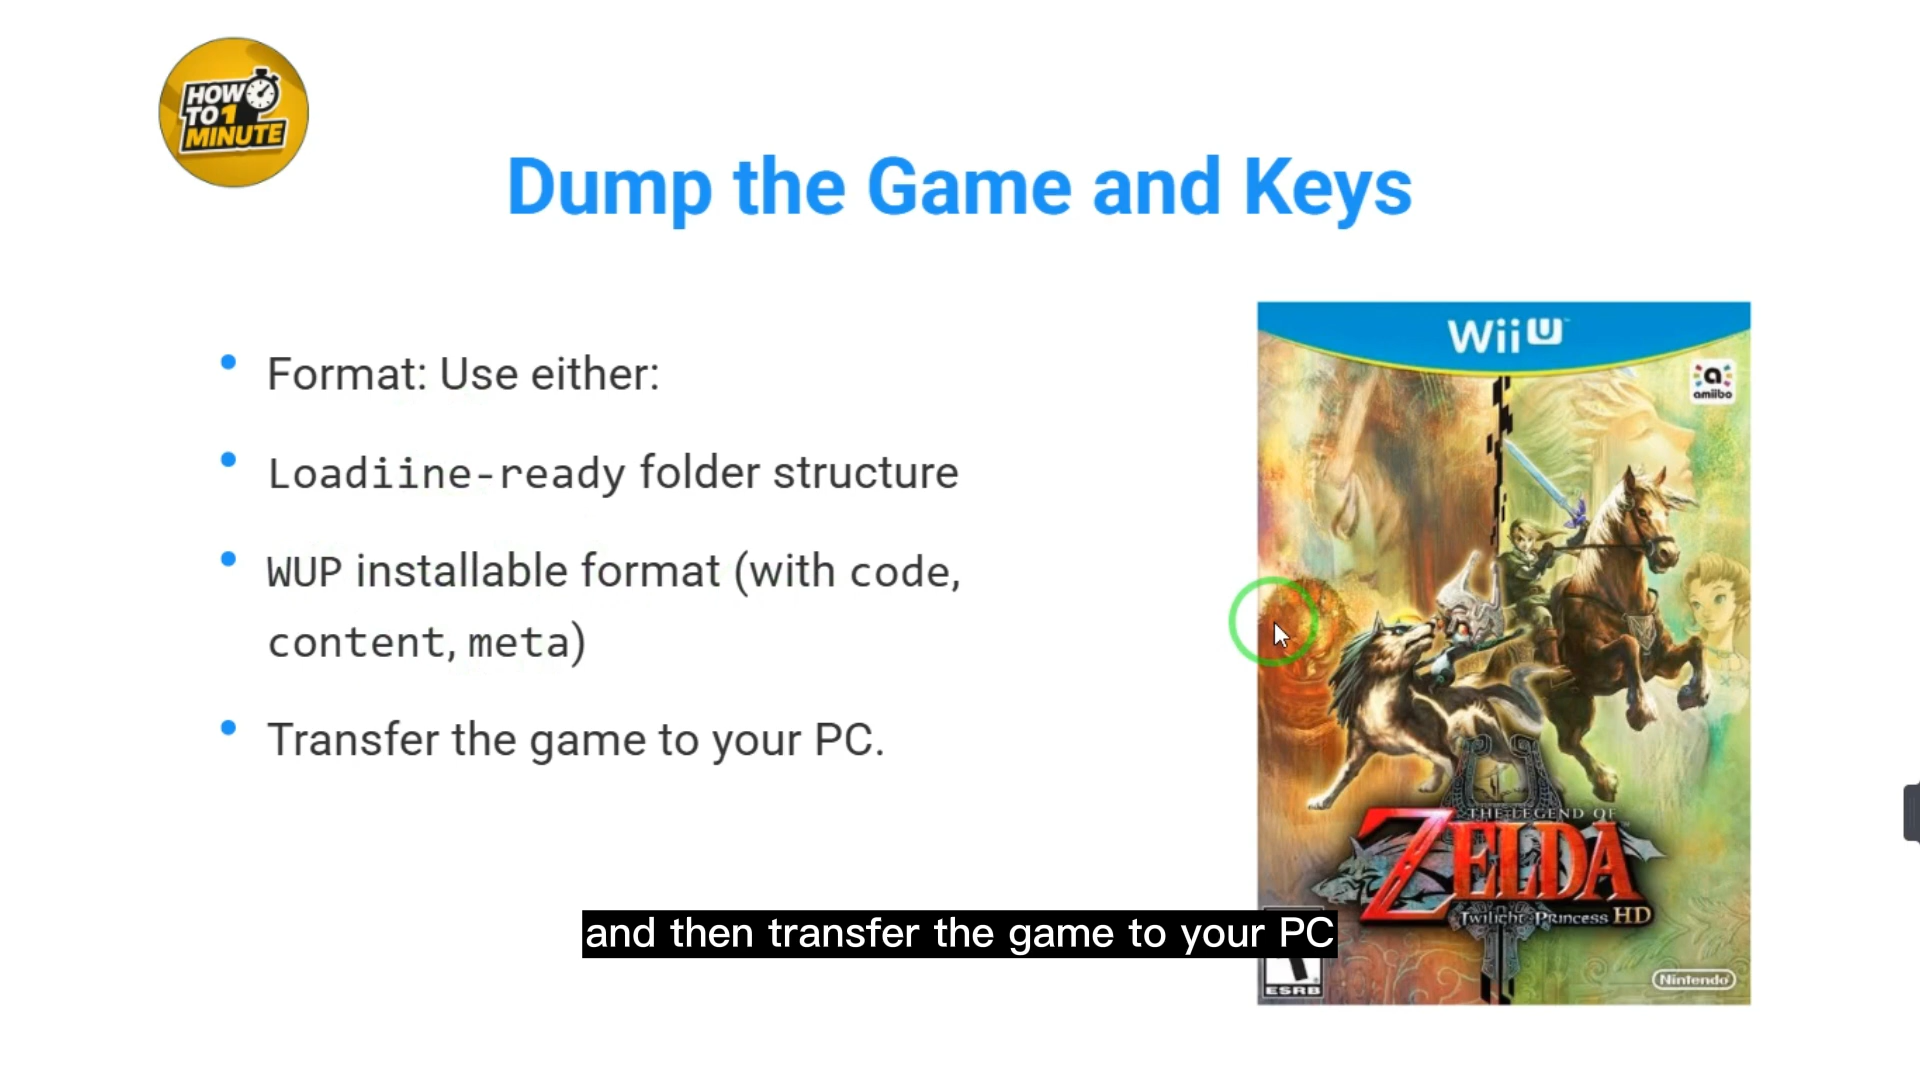 HOW
TO 1
MINUTE
Dump the Game and Keys
Format: Use either:
Loadiine-ready folder structure
WUP installable format (with code,
content, meta)
Transfer the game to your PC.
Wii U
a
amiibo
THE LEGEND OF
ZELDA
Twilight Princess HD
and then transfer the game to your PC
ESRB
Nintendo